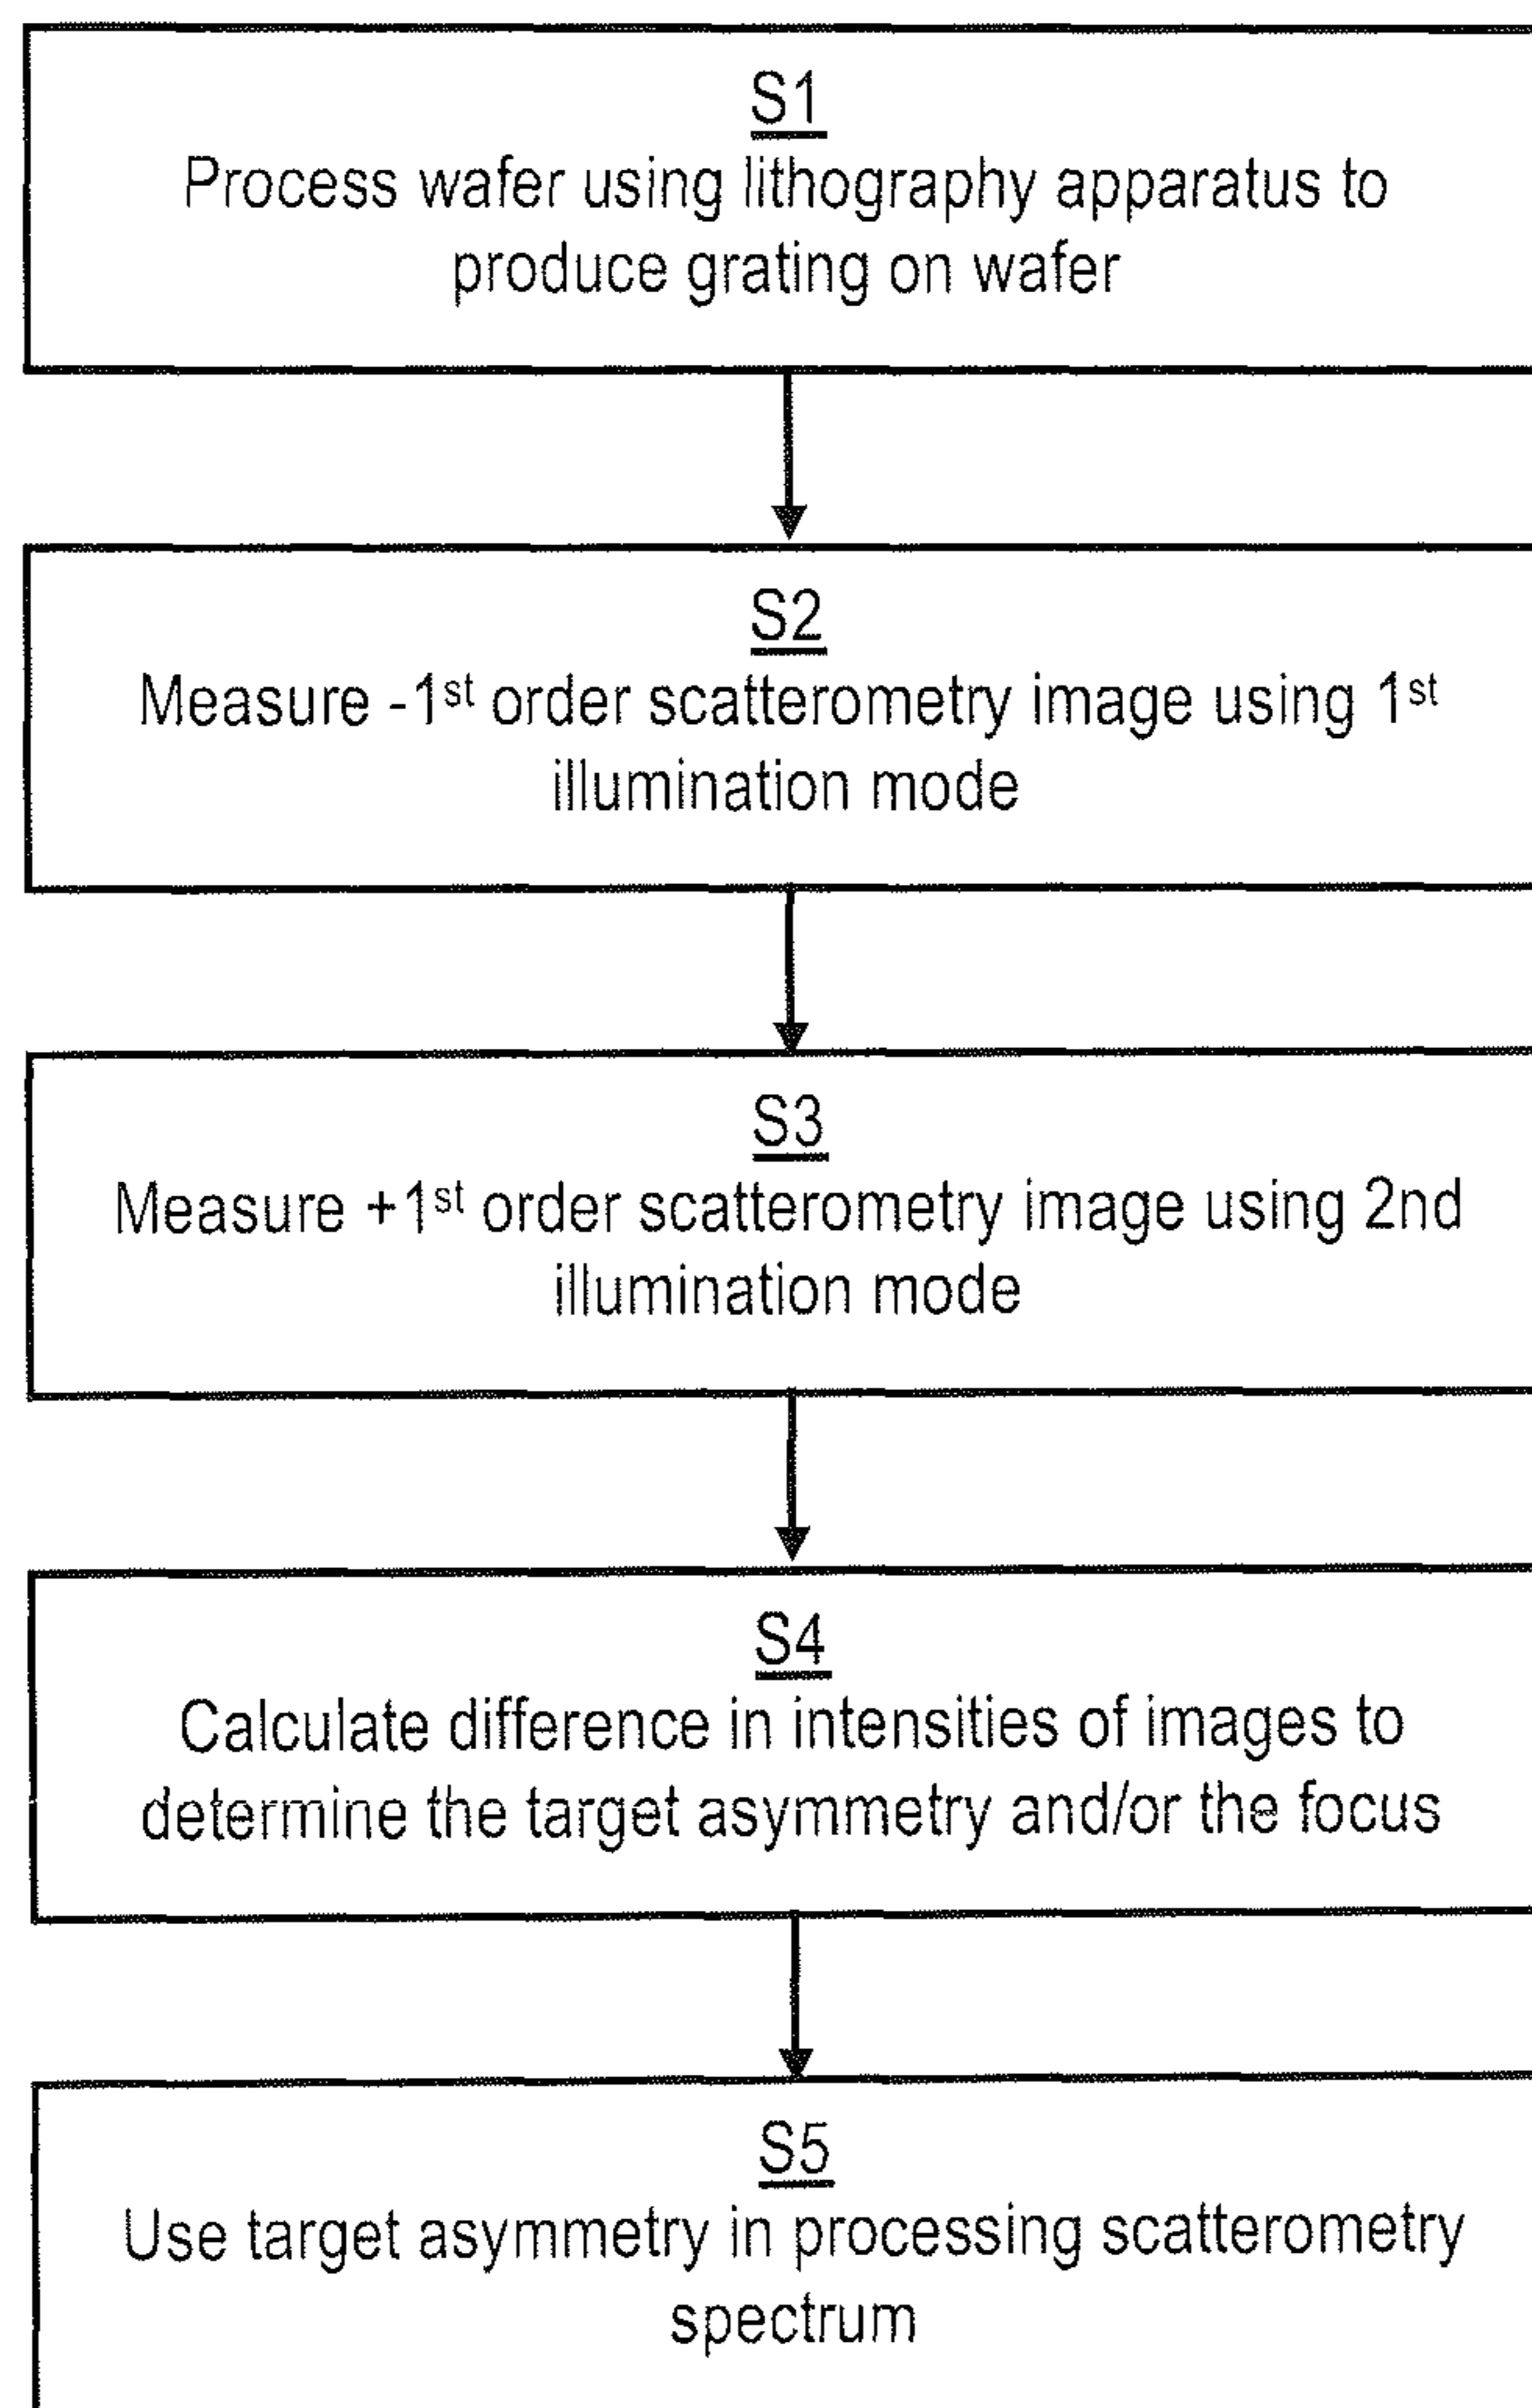 S1
Process wafer using lithography apparatus to
produce grating on wafer
S2
Measure -1st order scatterometry image using 1st
illumination mode
S3
Measure +1st order scatterometry image using 2nd
illumination mode
S4
Calculate difference in intensities of images to
determine the target asymmetry and/or the focus
S5
Use target asymmetry in processing scatterometry
spectrum